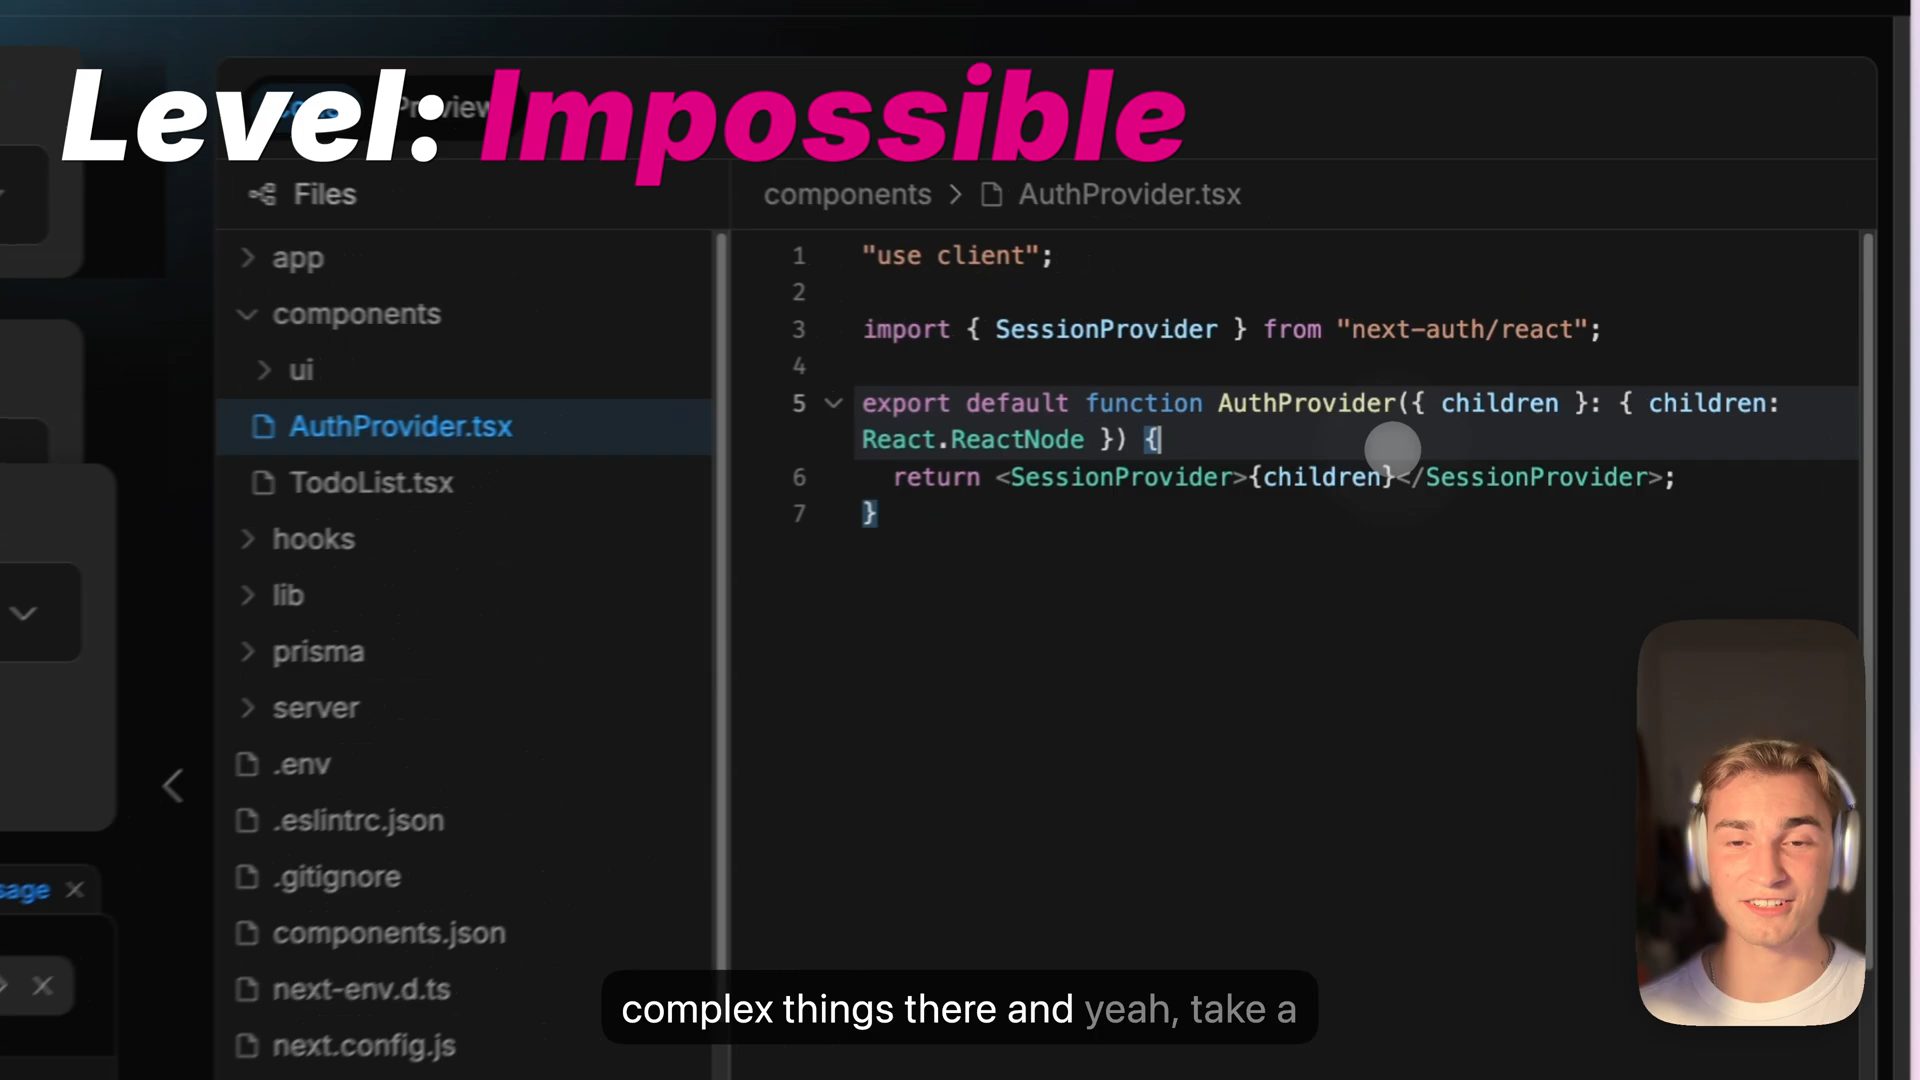 Level: Impossible
Preview
Files
components > AuthProvider.tsx
app
components
ui
AuthProvider.tsx
TodoList.tsx
hooks
lib
prisma
server
.env
.eslintrc.json
.gitignore
components.json
next-env.d.ts
next.config.js
1 "use client";
2
3 import { SessionProvider } from "next-auth/react";
4
5 export default function AuthProvider({ children }: { children:
React.ReactNode }) {
6 return <SessionProvider>{children}</SessionProvider>;
7 }
sage
complex things there and yeah, take a